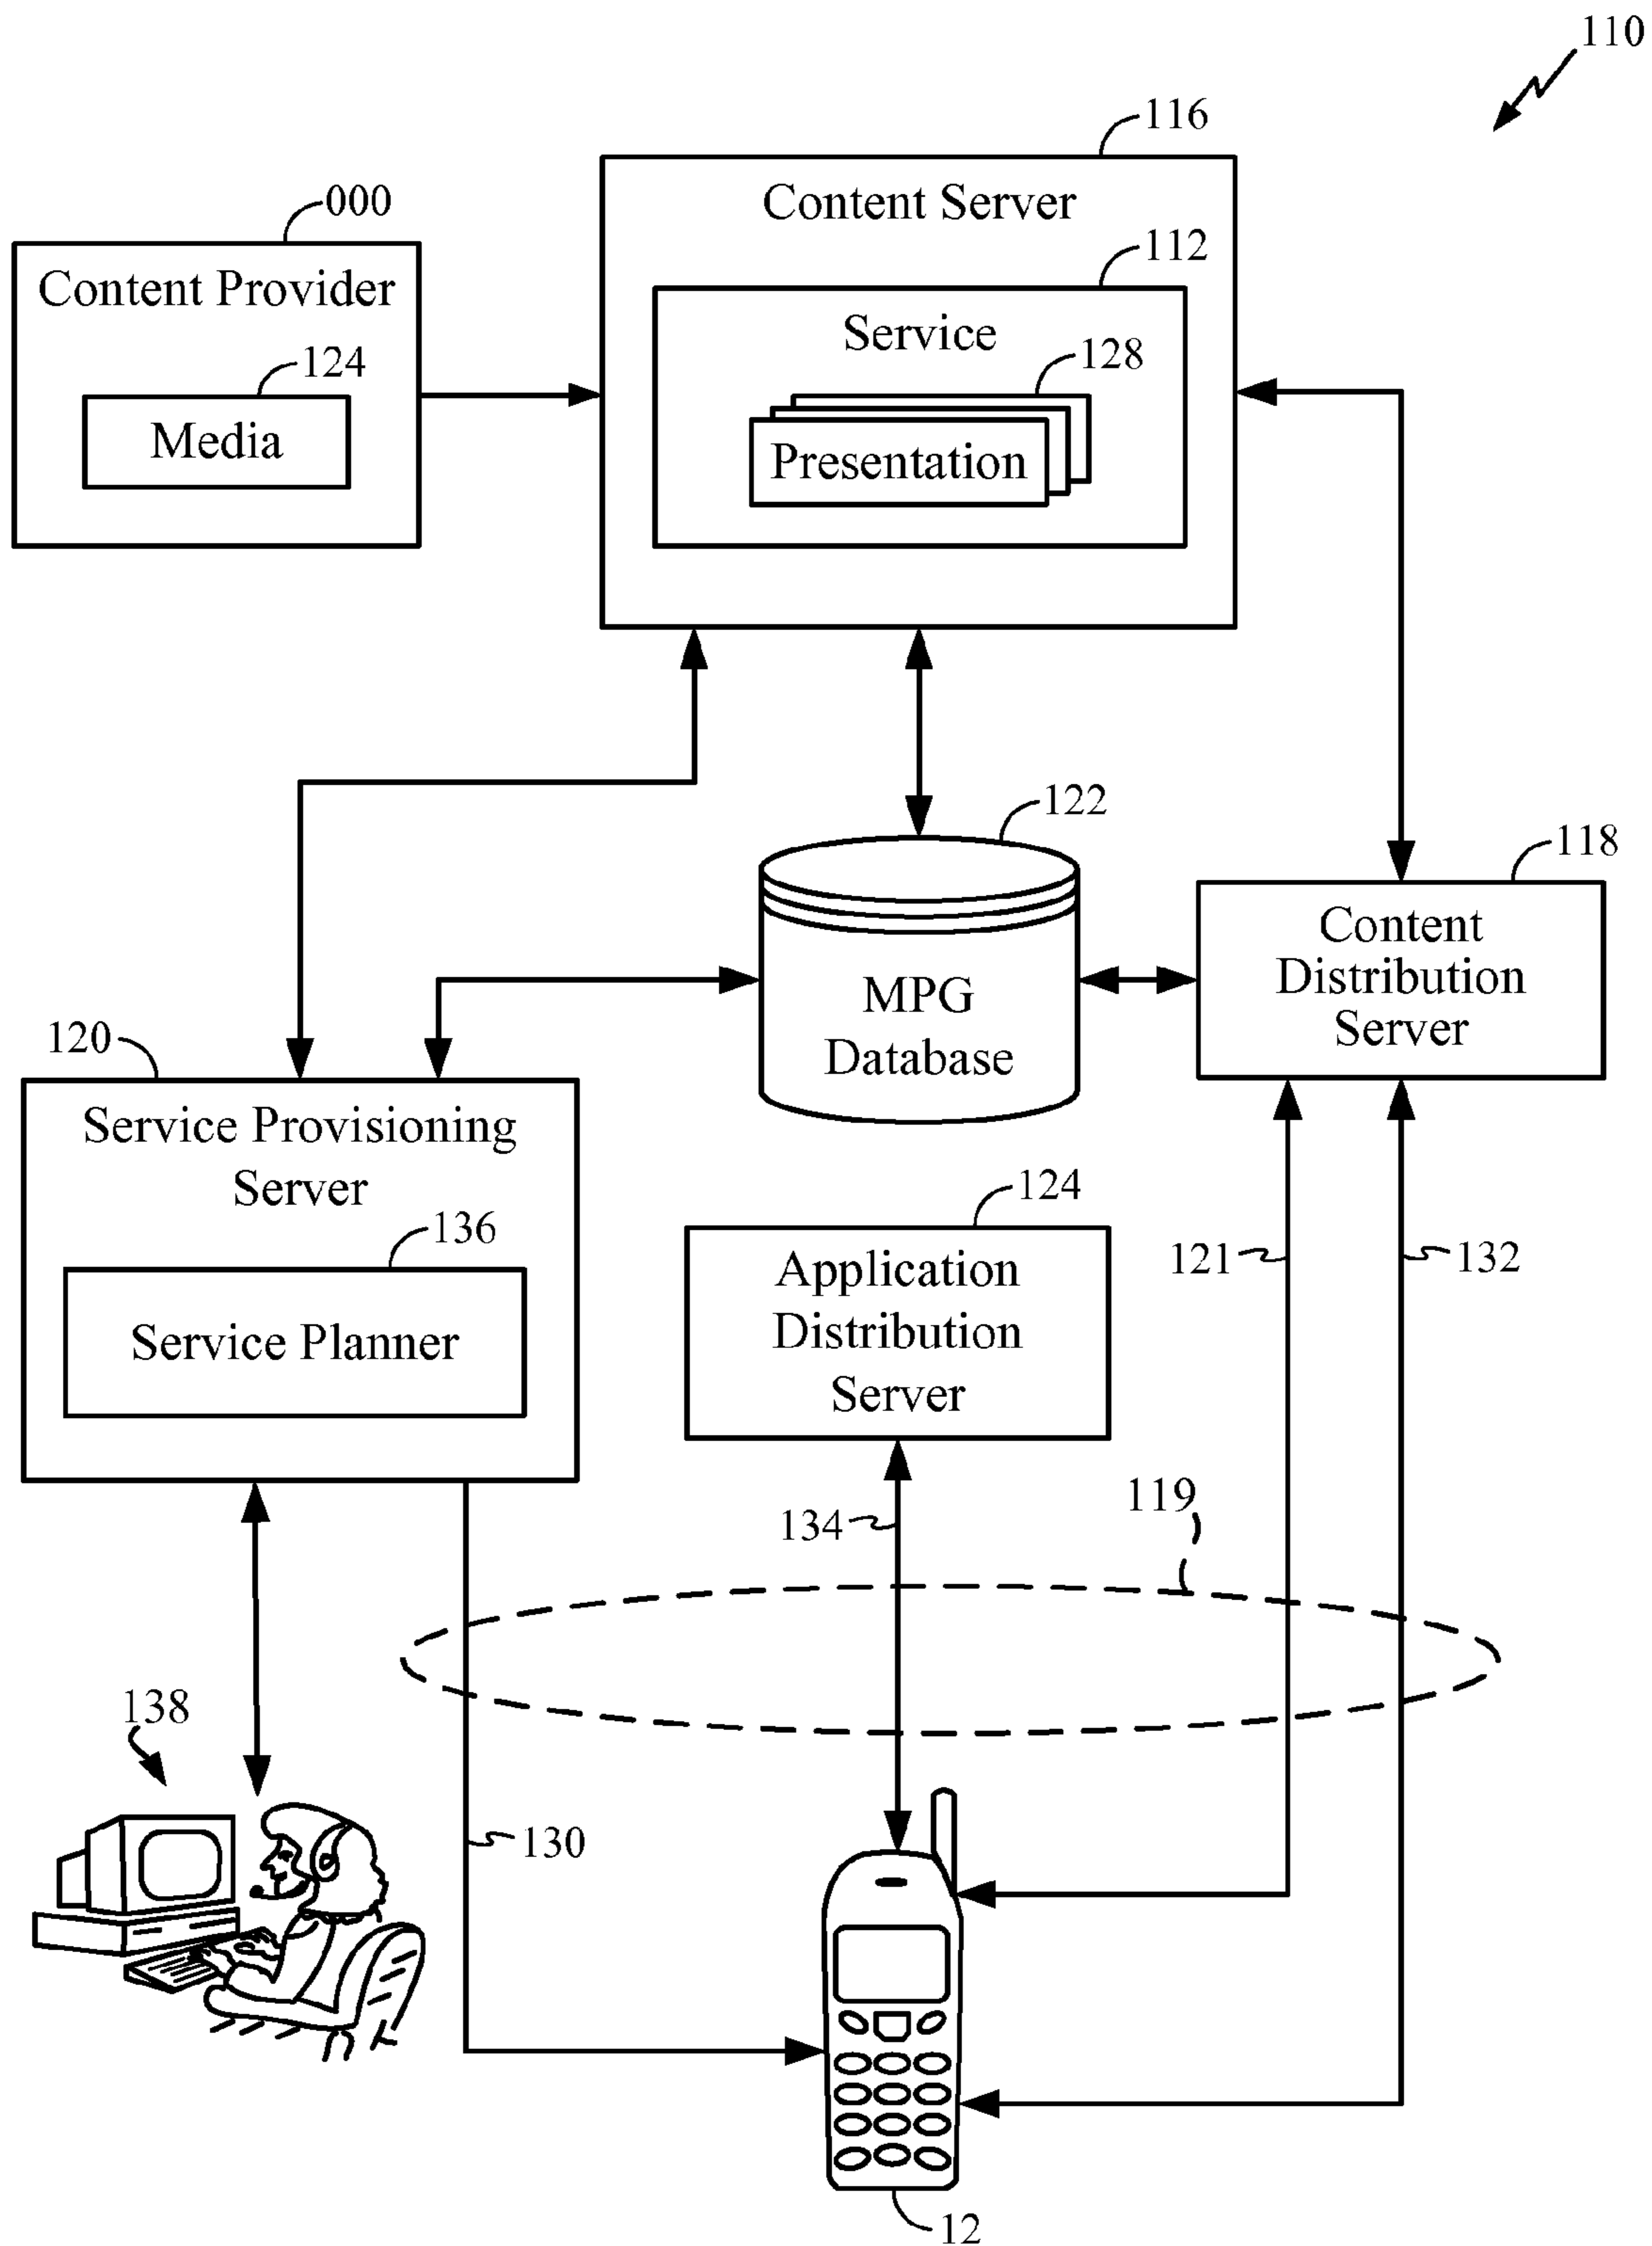 110
116
Content Server
000
Content Provider
112
Service
124
Media
128
Presentation
122
MPG
Database
118
Content
Distribution
Server
120
Service Provisioning
Server
136
Service Planner
124
Application
Distribution
Server
121
132
119
134
138
130
12